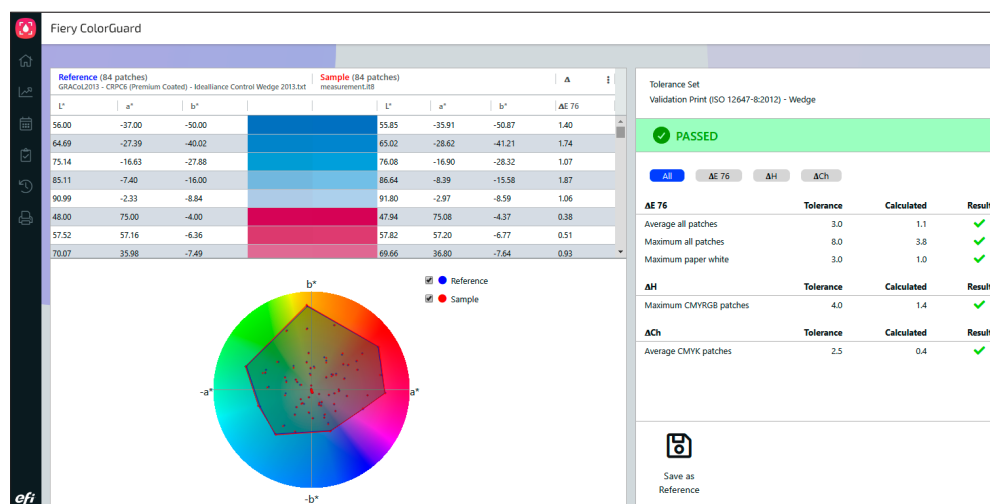 Fiery ColorGuard
Reference (84 patches)
GRACoL2013 - CRPC6 (Premium Coated) - Idealliance Control Wedge 2013.txt
Sample (84 patches)
measurement.it8
Δ
L* a* b* L* a* b* ΔE 76
56.00 -37.00 -50.00 55.85 -35.91 -50.87 1.40
64.69 -27.39 -40.02 65.02 -28.62 -41.21 1.74
75.14 -16.63 -27.88 76.08 -16.90 -28.32 1.07
85.11 -7.40 -16.00 86.64 -8.39 -15.58 1.87
90.99 -2.33 -8.84 91.80 -2.97 -8.59 1.06
48.00 75.00 -4.00 47.94 75.08 -4.37 0.38
57.52 57.16 -6.36 57.82 57.20 -6.77 0.51
70.07 35.98 -7.49 69.66 36.80 -7.64 0.93
Reference
Sample
b*
-a*
a*
-b*
efi
Tolerance Set
Validation Print (ISO 12647-8:2012) - Wedge
PASSED
All ΔE 76 ΔH ΔCh
ΔE 76 Tolerance Calculated Result
Average all patches 3.0 1.1
Maximum all patches 8.0 3.8
Maximum paper white 3.0 1.0
ΔH Tolerance Calculated Result
Maximum CMYRGB patches 4.0 1.4
ΔCh Tolerance Calculated Result
Average CMYK patches 2.5 0.4
Save as
Reference